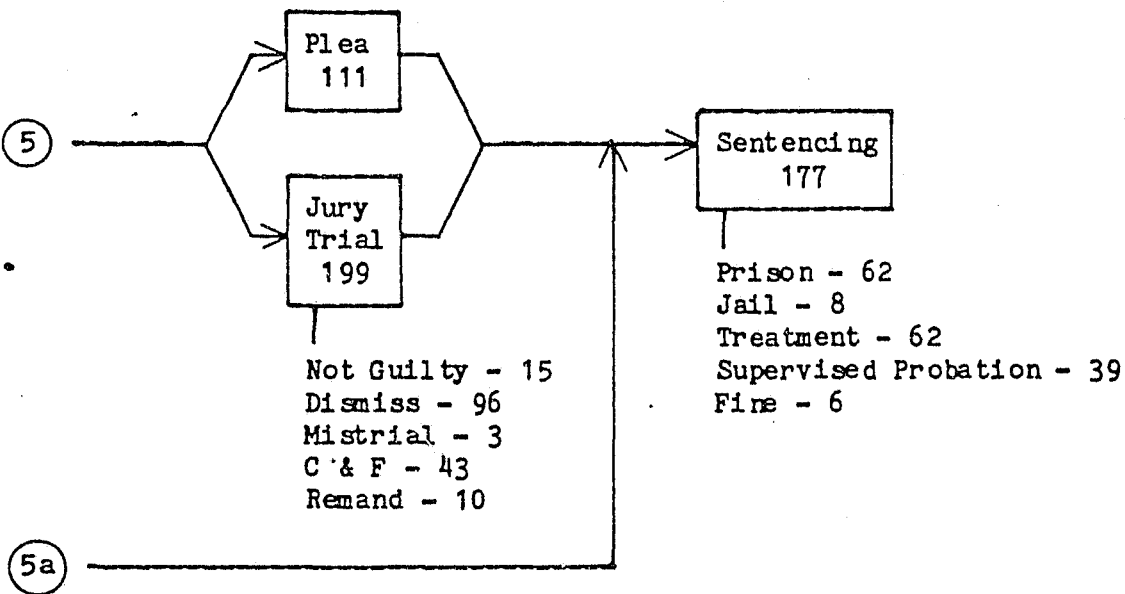 Plea
111
5
Sentencing
177
Jury
Trial
199
Prison - 62
Jail - 8
Treatment - 62
Supervised Probation - 39
Fine - 6
Not Guilty - 15
Dismiss - 96
Mistrial - 3
C & F - 43
Remand - 10
5a